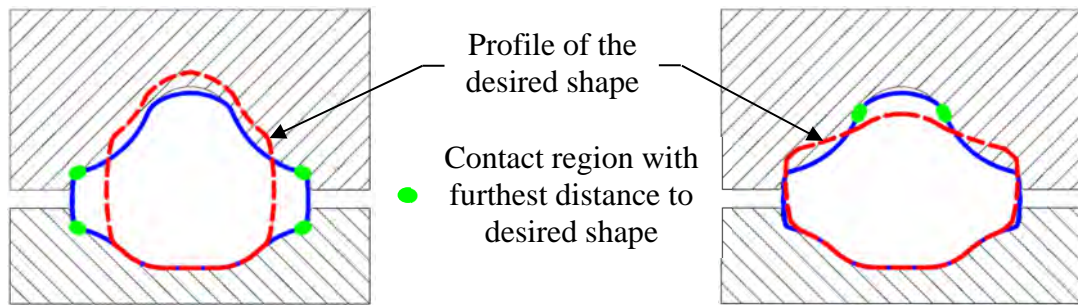 Profile of the
desired shape
Contact region with
furthest distance to
desired shape